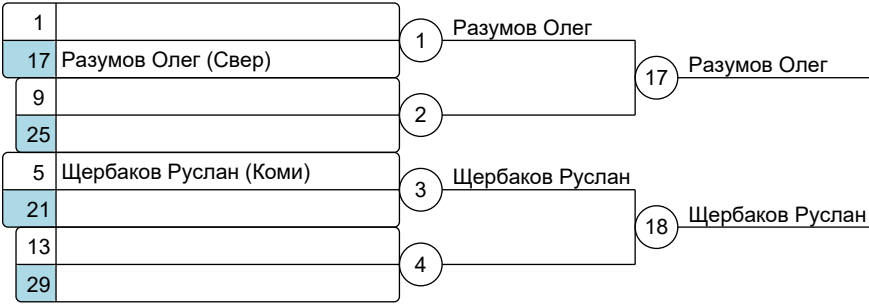 1
17 Разумов Олег (Свер)
9
25
5 Щербаков Руслан (Коми)
21
13
29
1 Разумов Олег
2
3 Щербаков Руслан
4
17 Разумов Олег
18 Щербаков Руслан